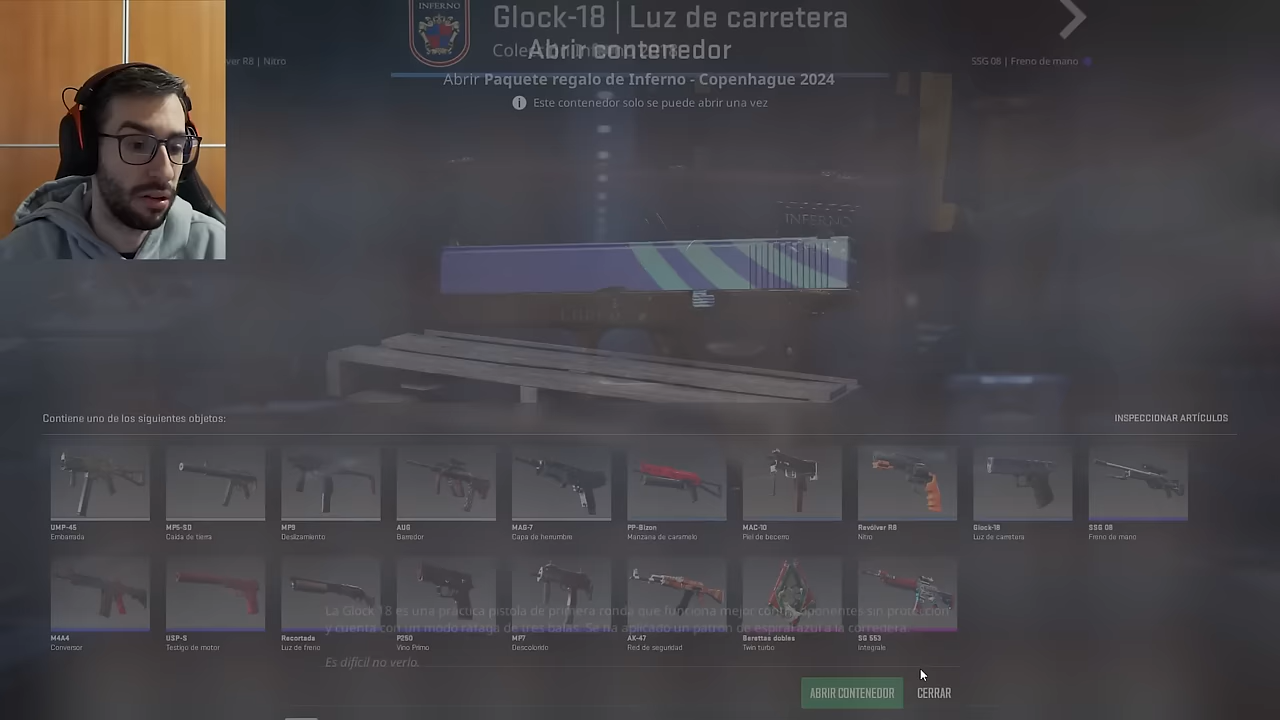 INFERNO
Glock-18 | Luz de carretera
Abrir contenedor
ver R8 | Nitro
SSG 08 | Freno de mano
Abrir Paquete regalo de Inferno - Copenhague 2024
Este contenedor solo se puede abrir una vez
INFERNO
Contiene uno de los siguientes objetos:
INSPECCIONAR ARTÍCULOS
UMP-45
Embarrada
MP5-SD
Caída de tierra
MP9
Deslizamiento
AUG
Barredor
MAG-7
Capa de herrumbre
PP-Bizon
Manzana de caramelo
MAC-10
Piel de becerro
Revólver R8
Nitro
Glock-18
Luz de carretera
SSG 08
Freno de mano
M4A4
Conversor
USP-S
Testigo de motor
Recortada
Luz de freno
P250
Vino Primo
MP7
Descolorido
AK-47
Red de seguridad
Berettas dobles
Twin turbo
SG 553
Integrale
La Glock 18 es una práctica pistola de primera ronda que funciona mejor contra oponentes sin protección
y cuenta con un modo ráfaga de tres balas. Se ha aplicado un patrón de espiral azul a la corredera.
Es difícil no verlo.
ABRIR CONTENEDOR
CERRAR